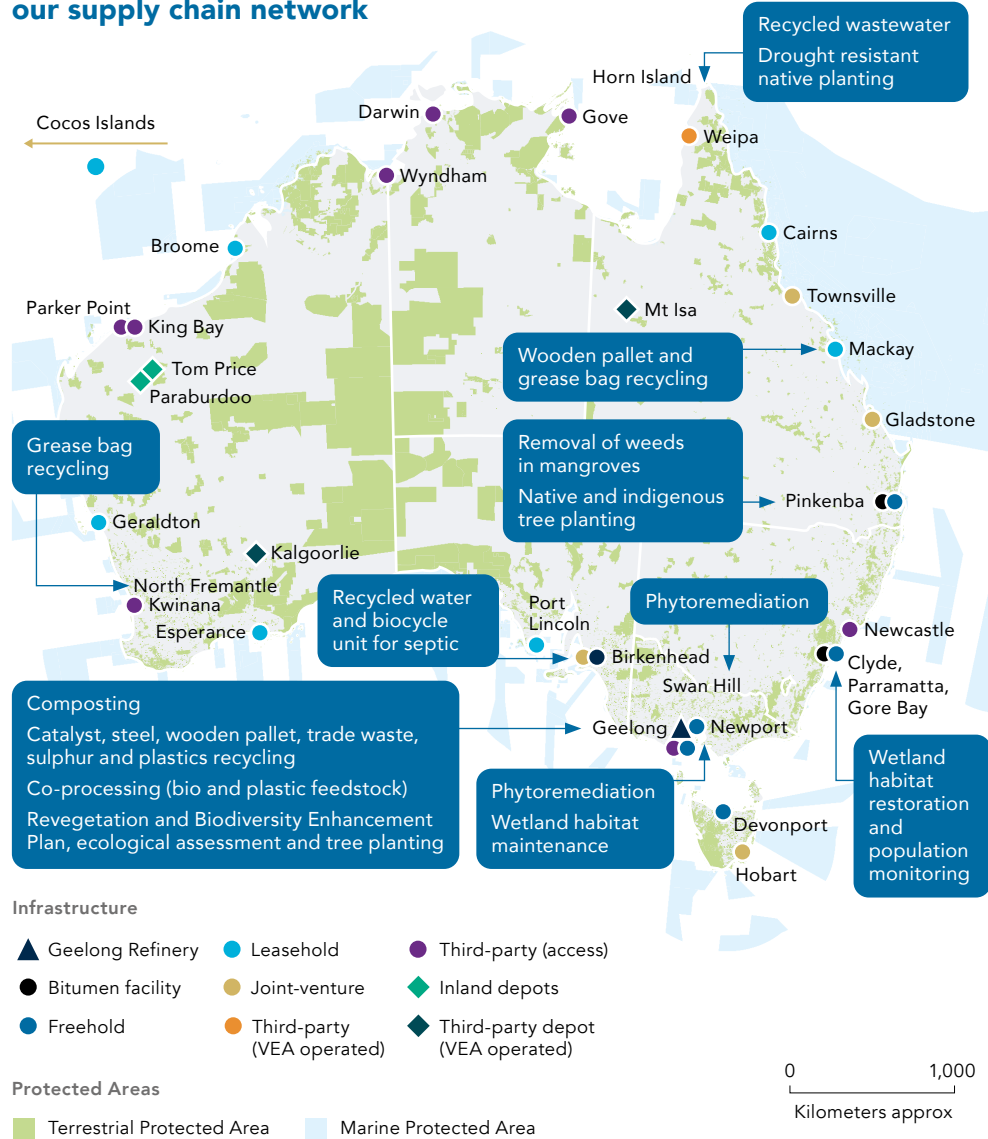 our supply chain network
Recycled wastewater
Drought resistant
native planting
Horn Island
Darwin
Gove
Cocos Islands
Weipa
Wyndham
Cairns
Broome
Townsville
Parker Point
King Bay
Mt Isa
Mackay
Wooden pallet and
grease bag recycling
Tom Price
Paraburdoo
Gladstone
Grease bag
recycling
Removal of weeds
in mangroves
Native and indigenous
tree planting
Pinkenba
Geraldton
Kalgoorlie
North Fremantle
Kwinana
Esperance
Recycled water
and biocycle
unit for septic
Port
Lincoln
Phytoremediation
Newcastle
Birkenhead
Swan Hill
Clyde,
Parramatta,
Gore Bay
Composting
Catalyst, steel, wooden pallet, trade waste,
sulphur and plastics recycling
Co-processing (bio and plastic feedstock)
Revegetation and Biodiversity Enhancement
Plan, ecological assessment and tree planting
Geelong
Newport
Phytoremediation
Wetland habitat
maintenance
Wetland
habitat
restoration
and
population
monitoring
Devonport
Hobart
Infrastructure
Geelong Refinery
Leasehold
Third-party (access)
Bitumen facility
Joint-venture
Inland depots
Freehold
Third-party
(VEA operated)
Third-party depot
(VEA operated)
0
1,000
Kilometers approx
Protected Areas
Terrestrial Protected Area
Marine Protected Area